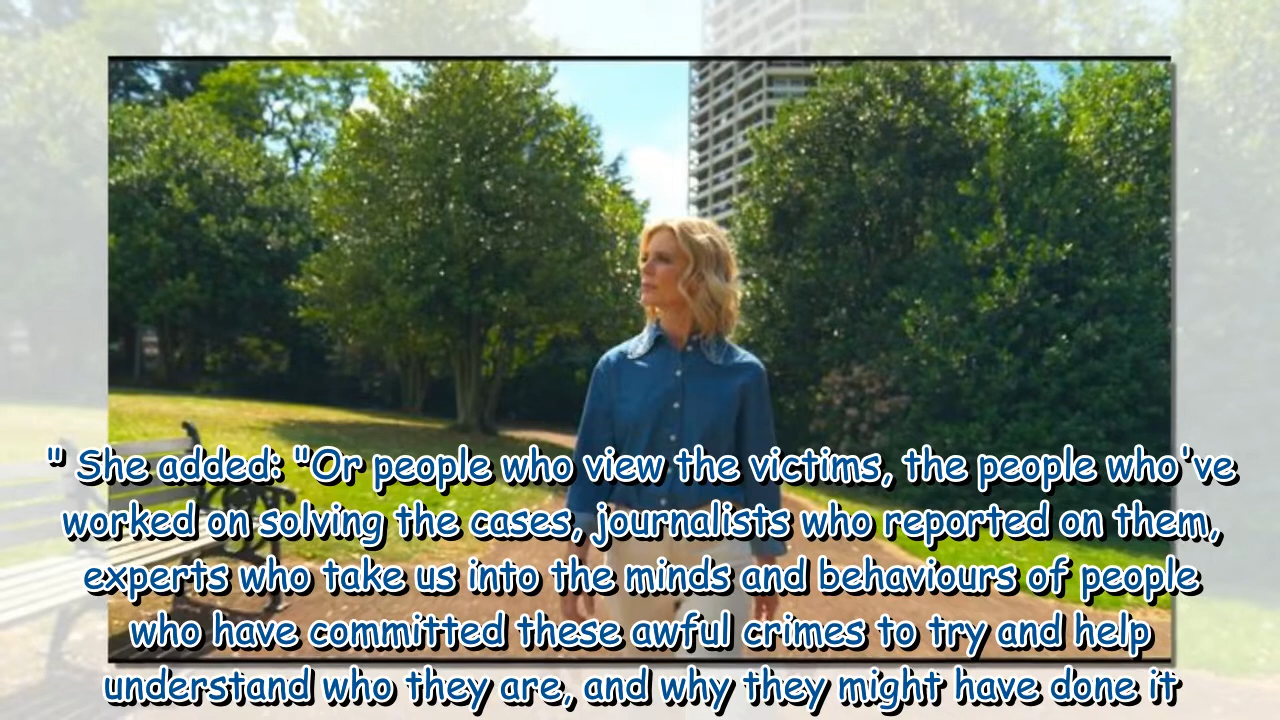 " She added: "Or people who view the victims, the people who've
worked on solving the cases, journalists who reported on them,
experts who take us into the minds and behaviours of people
who have committed these awful crimes to try and help
understand who they are, and why they might have done it